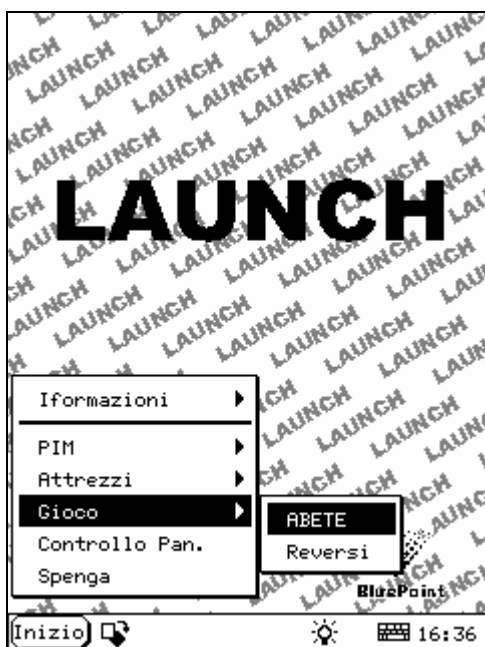 LAUNCH
Iformazioni
PIM
Attrezzi
Gioco
ABETE
Controllo Pan.
Reversi
Spenga
BluePoint
Inizio
16:36